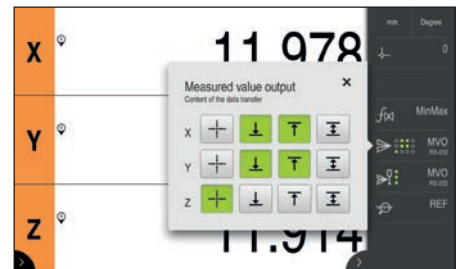 mm Degree
X 11.978
0
Measured value output ×
Content of the data transfer
X
f(x) MinMax
Y
Y
MVO
RS-232
MVO
RS-232
Z
REF
Z 11.914